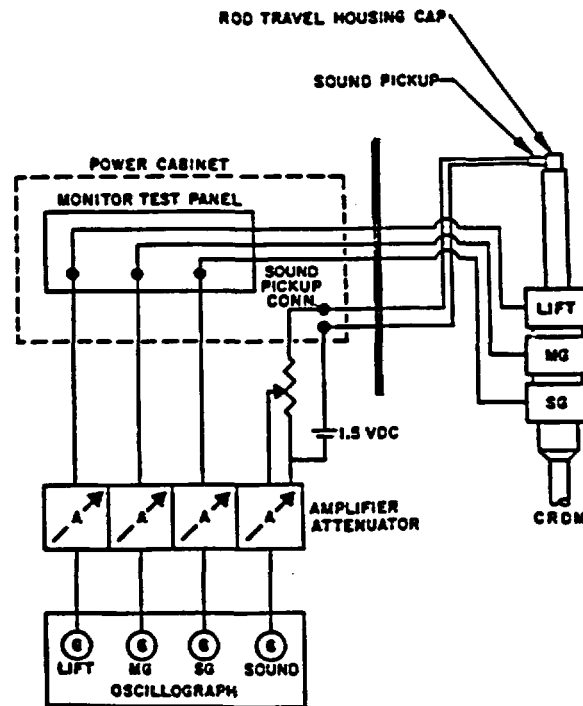 ROD TRAVEL HOUSING CAP
SOUND PICKUP
POWER CABINET
MONITOR TEST PANEL
SOUND
PICKUP
CONN.
LIFT
MG
SG
1.5 VDC
A
A
A
A
AMPLIFIER
ATTENUATOR
CRDM
G
G
G
G
LIFT
MG
SG
SOUND
OSCILLOGRAPH